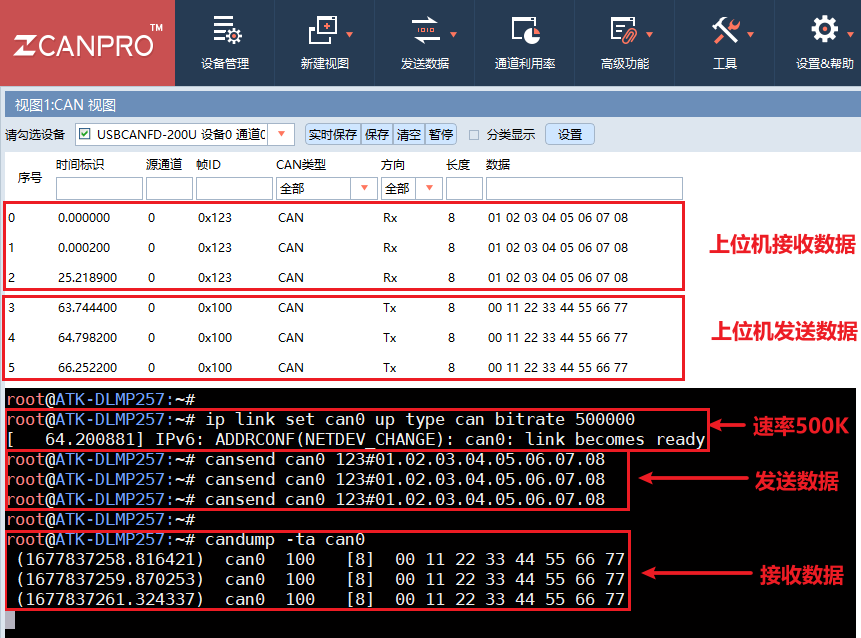 ZCANPRO™
设备管理 新建视图 发送数据 通道利用率 高级功能 工具 设置&帮助
视图1:CAN 视图
请勾选设备 USBCANFD-200U 设备0 通道0 实时保存 保存 清空 暂停 分类显示 设置
序号 时间标识 源通道 帧ID CAN类型 方向 长度 数据
全部 全部
0 0.000000 0 0x123 CAN Rx 8 01 02 03 04 05 06 07 08
1 0.000200 0 0x123 CAN Rx 8 01 02 03 04 05 06 07 08
2 25.218900 0 0x123 CAN Rx 8 01 02 03 04 05 06 07 08
上位机接收数据
3 63.744400 0 0x100 CAN Tx 8 00 11 22 33 44 55 66 77
4 64.798200 0 0x100 CAN Tx 8 00 11 22 33 44 55 66 77
5 66.252200 0 0x100 CAN Tx 8 00 11 22 33 44 55 66 77
上位机发送数据
root@ATK-DLMP257:~#
root@ATK-DLMP257:~# ip link set can0 up type can bitrate 500000
[   64.200881] IPv6: ADDRCONF(NETDEV_CHANGE): can0: link becomes ready
速率500K
root@ATK-DLMP257:~# cansend can0 123#01.02.03.04.05.06.07.08
root@ATK-DLMP257:~# cansend can0 123#01.02.03.04.05.06.07.08
root@ATK-DLMP257:~# cansend can0 123#01.02.03.04.05.06.07.08
发送数据
root@ATK-DLMP257:~#
root@ATK-DLMP257:~# candump -ta can0
(1677837258.816421)  can0  100   [8]  00 11 22 33 44 55 66 77
(1677837259.870253)  can0  100   [8]  00 11 22 33 44 55 66 77
(1677837261.324337)  can0  100   [8]  00 11 22 33 44 55 66 77
接收数据